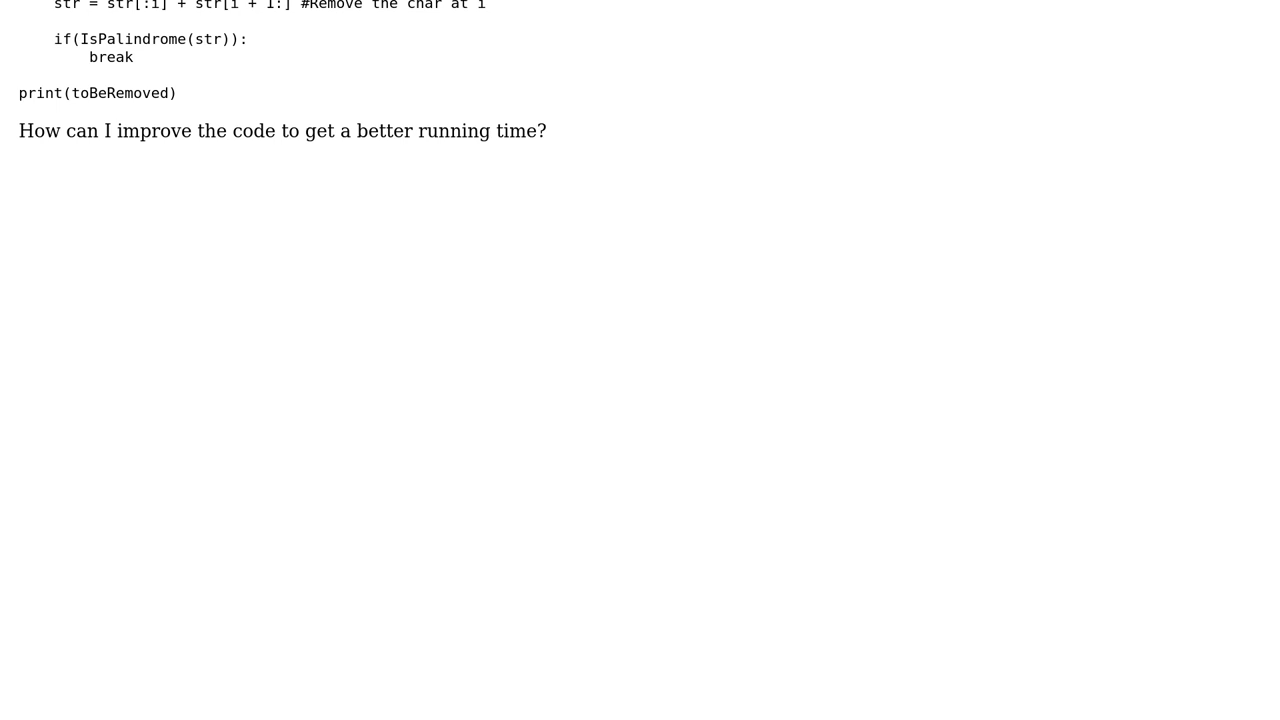 str = str[:i] + str[i + 1:] #Remove the char at i
if(IsPalindrome(str)):
break
print(toBeRemoved)
How can I improve the code to get a better running time?